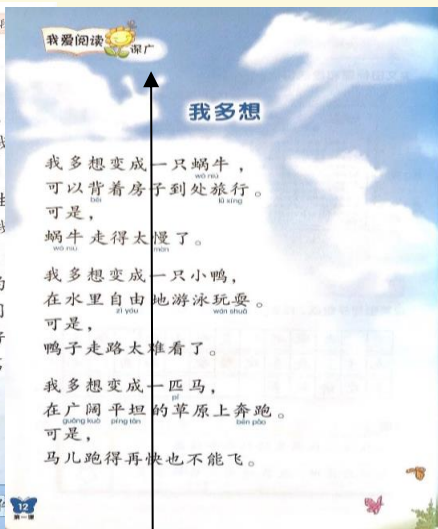 我爱阅读
课广
我多想
我多想变成一只蜗牛，
wō niú
可以背着房子到处旅行。
bēi lǚ xíng
可是，
蜗牛走得太慢了。
wō niú màn
我多想变成一只小鸭，
在水里自由地游泳玩耍。
zì yóu wán shuǎ
可是，
鸭子走路太难看了。
我多想变成一匹马，
pǐ
在广阔平坦的草原上奔跑。
guǎng kuò píng tǎn bēn pǎo
可是，
马儿跑得再快也不能飞。
12
第一课